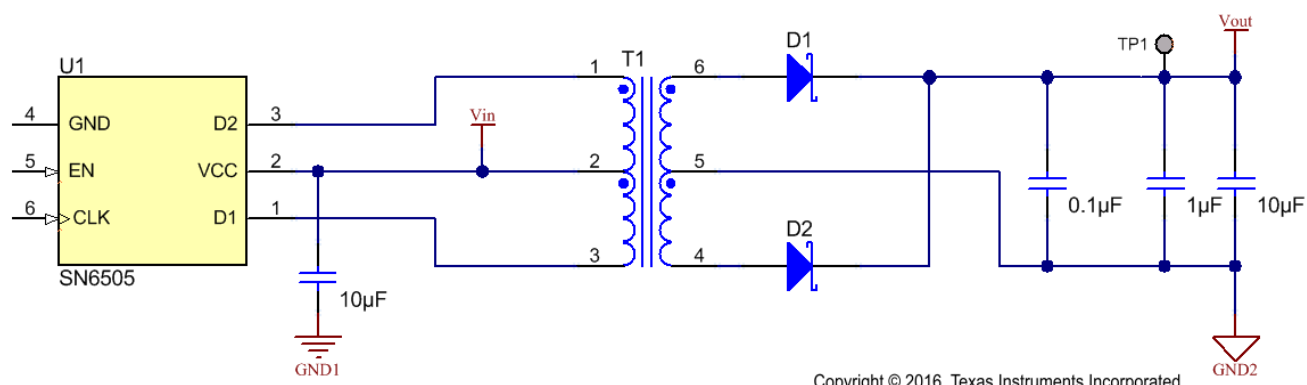 U1
4 GND D2 3
5 EN VCC 2
6 CLK D1 1
SN6505
10µF
GND1
Vin
T1
1 6
2 5
3 4
D1
D2
TP1
Vout
0.1µF 1µF 10µF
GND2
Copyright © 2016, Texas Instruments Incorporated